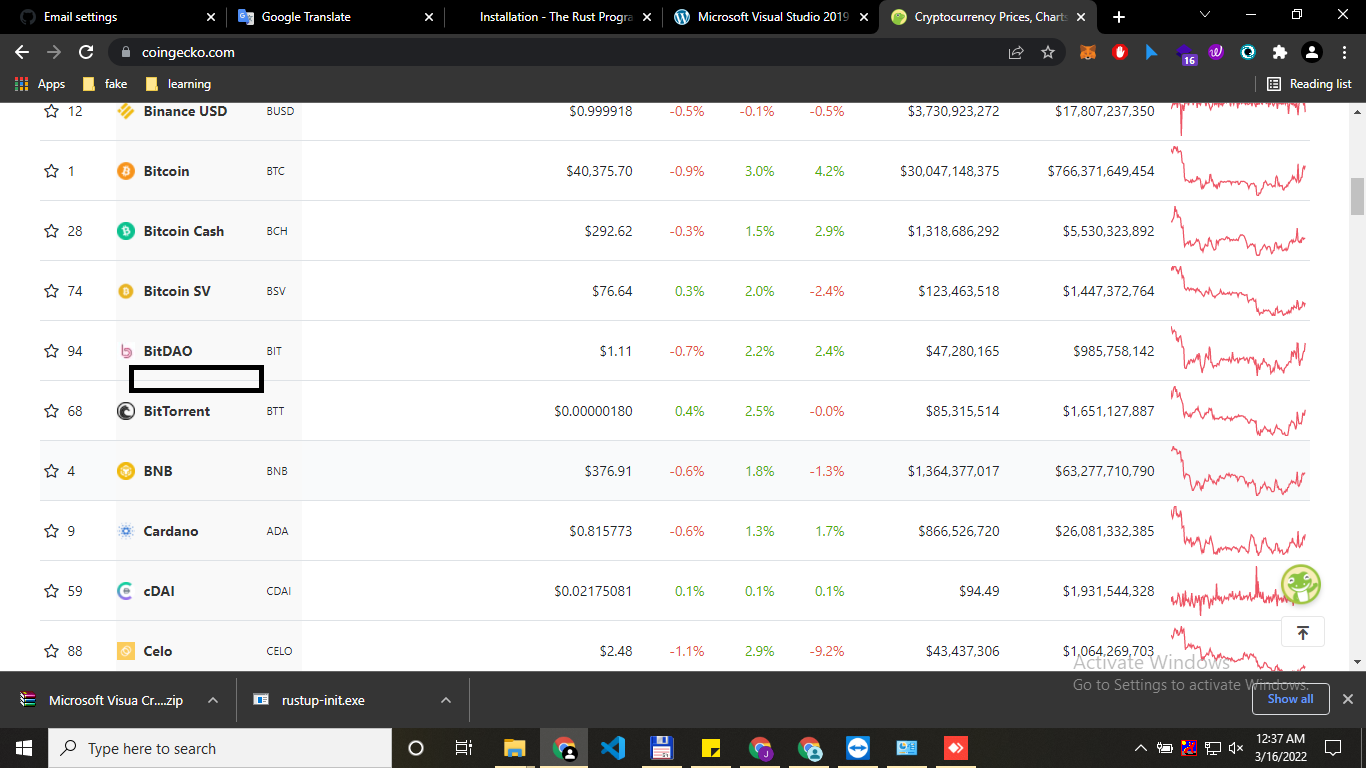 Email settings
Google Translate
Installation - The Rust Progra
Microsoft Visual Studio 2019
Cryptocurrency Prices, Charts
coingecko.com
16
Apps
fake
learning
Reading list
12 Binance USD BUSD $0.999918 -0.5% -0.1% -0.5% $3,730,923,272 $17,807,237,350
1 Bitcoin BTC $40,375.70 -0.9% 3.0% 4.2% $30,047,148,375 $766,371,649,454
28 Bitcoin Cash BCH $292.62 -0.3% 1.5% 2.9% $1,318,686,292 $5,530,323,892
74 Bitcoin SV BSV $76.64 0.3% 2.0% -2.4% $123,463,518 $1,447,372,764
94 BitDAO BIT $1.11 -0.7% 2.2% 2.4% $47,280,165 $985,758,142
68 BitTorrent BTT $0.00000180 0.4% 2.5% -0.0% $85,315,514 $1,651,127,887
4 BNB BNB $376.91 -0.6% 1.8% -1.3% $1,364,377,017 $63,277,710,790
9 Cardano ADA $0.815773 -0.6% 1.3% 1.7% $866,526,720 $26,081,332,385
59 cDAI CDAI $0.02175081 0.1% 0.1% 0.1% $94.49 $1,931,544,328
88 Celo CELO $2.48 -1.1% 2.9% -9.2% $43,437,306 $1,064,269,703
Activate Windows
Go to Settings to activate Windows.
Microsoft Visua Cr....zip
rustup-init.exe
Show all
Type here to search
12:37 AM
3/16/2022